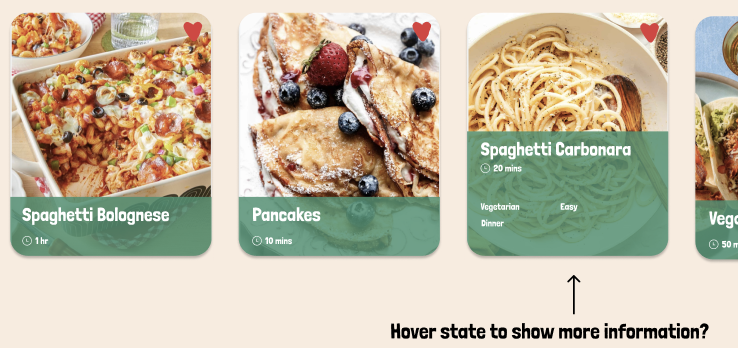 Spaghetti Bolognese
1 hr
Pancakes
10 mins
Spaghetti Carbonara
20 mins
Vegetarian Easy
Dinner
50 m
Hover state to show more information?